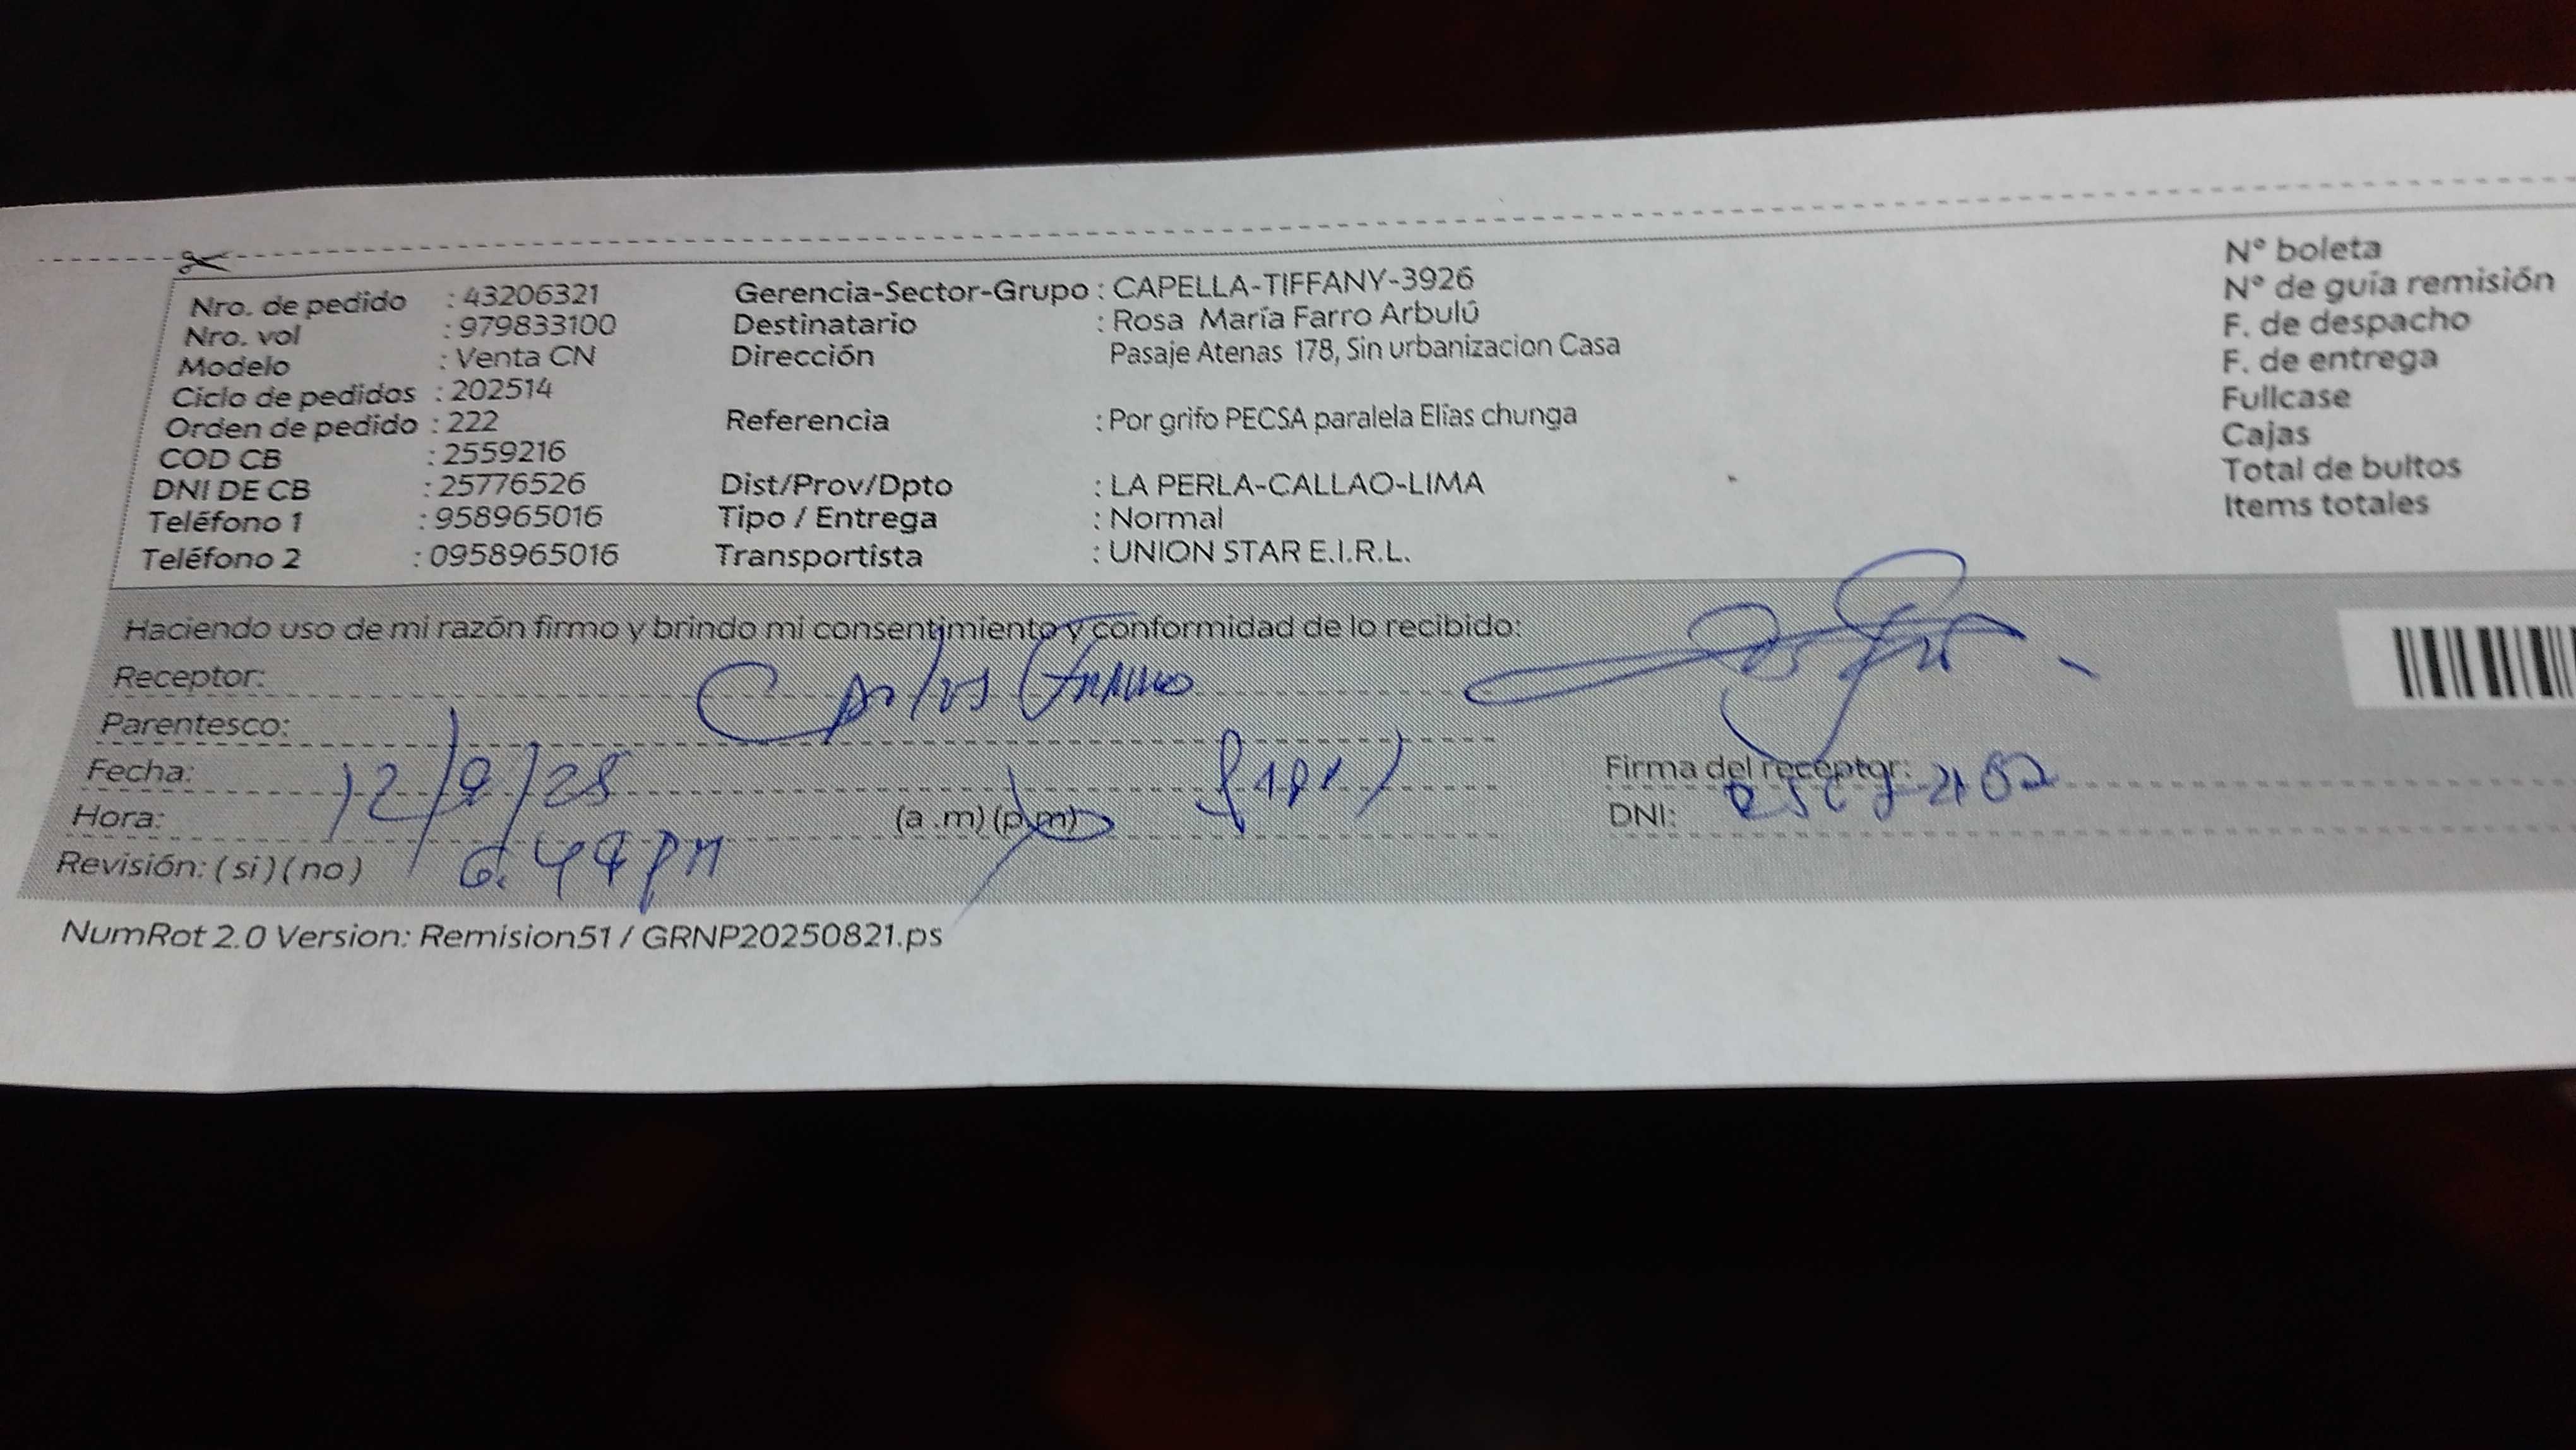 Nro. de pedido : 43206321 Gerencia-Sector-Grupo : CAPELLA-TIFFANY-3926 N° boleta
Nro. vol : 979833100 Destinatario : Rosa María Farro Arbulú N° de guía remisión
Modelo : Venta CN Dirección Pasaje Atenas 178, Sin urbanizacion Casa F. de despacho
Ciclo de pedidos : 202514 F. de entrega
Orden de pedido : 222 Referencia : Por grifo PECSA paralela Elías chunga Fullcase
COD CB : 2559216 Cajas
DNI DE CB : 25776526 Dist/Prov/Dpto : LA PERLA-CALLAO-LIMA Total de bultos
Teléfono 1 : 958965016 Tipo / Entrega : Normal Items totales
Teléfono 2 : 0958965016 Transportista : UNION STAR E.I.R.L.
Haciendo uso de mi razón firmo y brindo mi consentimiento y conformidad de lo recibido:
Receptor: Carlos
Parentesco:
Fecha: 12/9/25 Firma del receptor:
Hora: (a .m) (p.m) DNI:
Revisión: ( si ) ( no ) pm
NumRot 2.0 Version: Remision51 / GRNP20250821.ps